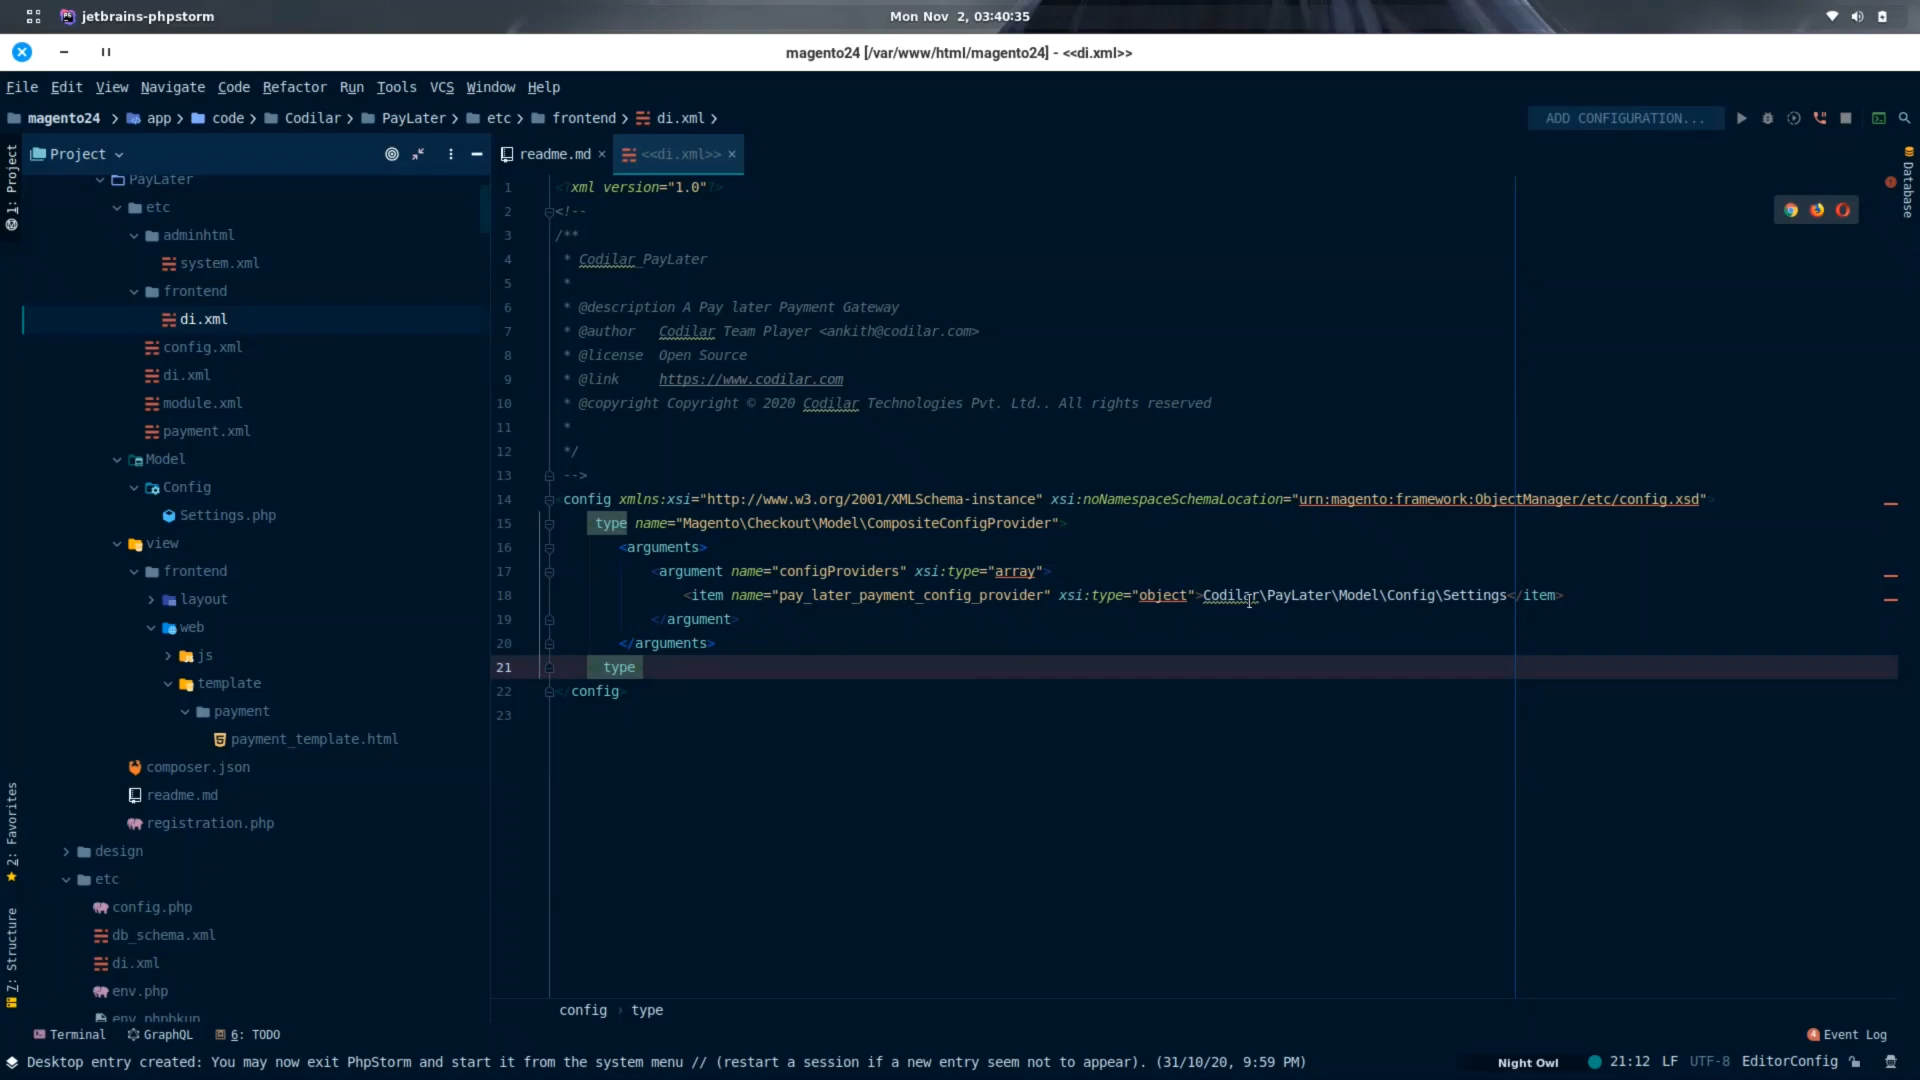 jetbrains-phpstorm
Mon Nov 2, 03:40:35
magento24 [/var/www/html/magento24] - <<di.xml>>
File Edit View Navigate Code Refactor Run Tools VCS Window Help
magento24 > app > code > Codilar > PayLater > etc > frontend > di.xml >
ADD CONFIGURATION...
Project
readme.md
<<di.xml>>
1: Project
2: Favorites
7: Structure
Database
PayLater
etc
adminhtml
system.xml
frontend
di.xml
config.xml
di.xml
module.xml
payment.xml
Model
Config
Settings.php
view
frontend
layout
web
js
template
payment
payment_template.html
composer.json
readme.md
registration.php
design
etc
config.php
db_schema.xml
di.xml
env.php
env.phpbkup
1 <?xml version="1.0"?>
2 <!--
3 /**
4 * Codilar_PayLater
5 *
6 * @description A Pay later Payment Gateway
7 * @author Codilar Team Player <ankith@codilar.com>
8 * @license Open Source
9 * @link https://www.codilar.com
10 * @copyright Copyright © 2020 Codilar Technologies Pvt. Ltd.. All rights reserved
11 *
12 */
13 -->
14 <config xmlns:xsi="http://www.w3.org/2001/XMLSchema-instance" xsi:noNamespaceSchemaLocation="urn:magento:framework:ObjectManager/etc/config.xsd">
15 type name="Magento\Checkout\Model\CompositeConfigProvider">
16 <arguments>
17 <argument name="configProviders" xsi:type="array">
18 <item name="pay_later_payment_config_provider" xsi:type="object">Codilar\PayLater\Model\Config\Settings</item>
19 </argument>
20 </arguments>
21 type
22 </config>
23
config › type
Terminal GraphQL 6: TODO
4 Event Log
Desktop entry created: You may now exit PhpStorm and start it from the system menu // (restart a session if a new entry seem not to appear). (31/10/20, 9:59 PM)
Night Owl 21:12 LF UTF-8 EditorConfig